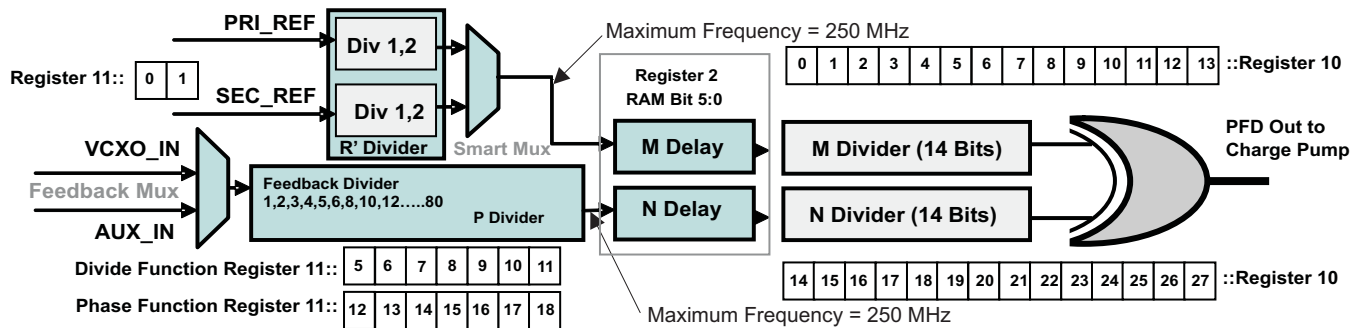 PRI_REF
Div 1,2
Maximum Frequency = 250 MHz
0 1 2 3 4 5 6 7 8 9 10 11 12 13 ::Register 10
Register 11:: 0 1
Register 2
RAM Bit 5:0
SEC_REF
Div 1,2
R' Divider
Smart Mux
M Delay
M Divider (14 Bits)
PFD Out to
Charge Pump
VCXO_IN
Feedback Mux
AUX_IN
Feedback Divider
1,2,3,4,5,6,8,10,12.....80
P Divider
N Delay
N Divider (14 Bits)
Divide Function Register 11:: 5 6 7 8 9 10 11
14 15 16 17 18 19 20 21 22 23 24 25 26 27 ::Register 10
Phase Function Register 11:: 12 13 14 15 16 17 18
Maximum Frequency = 250 MHz